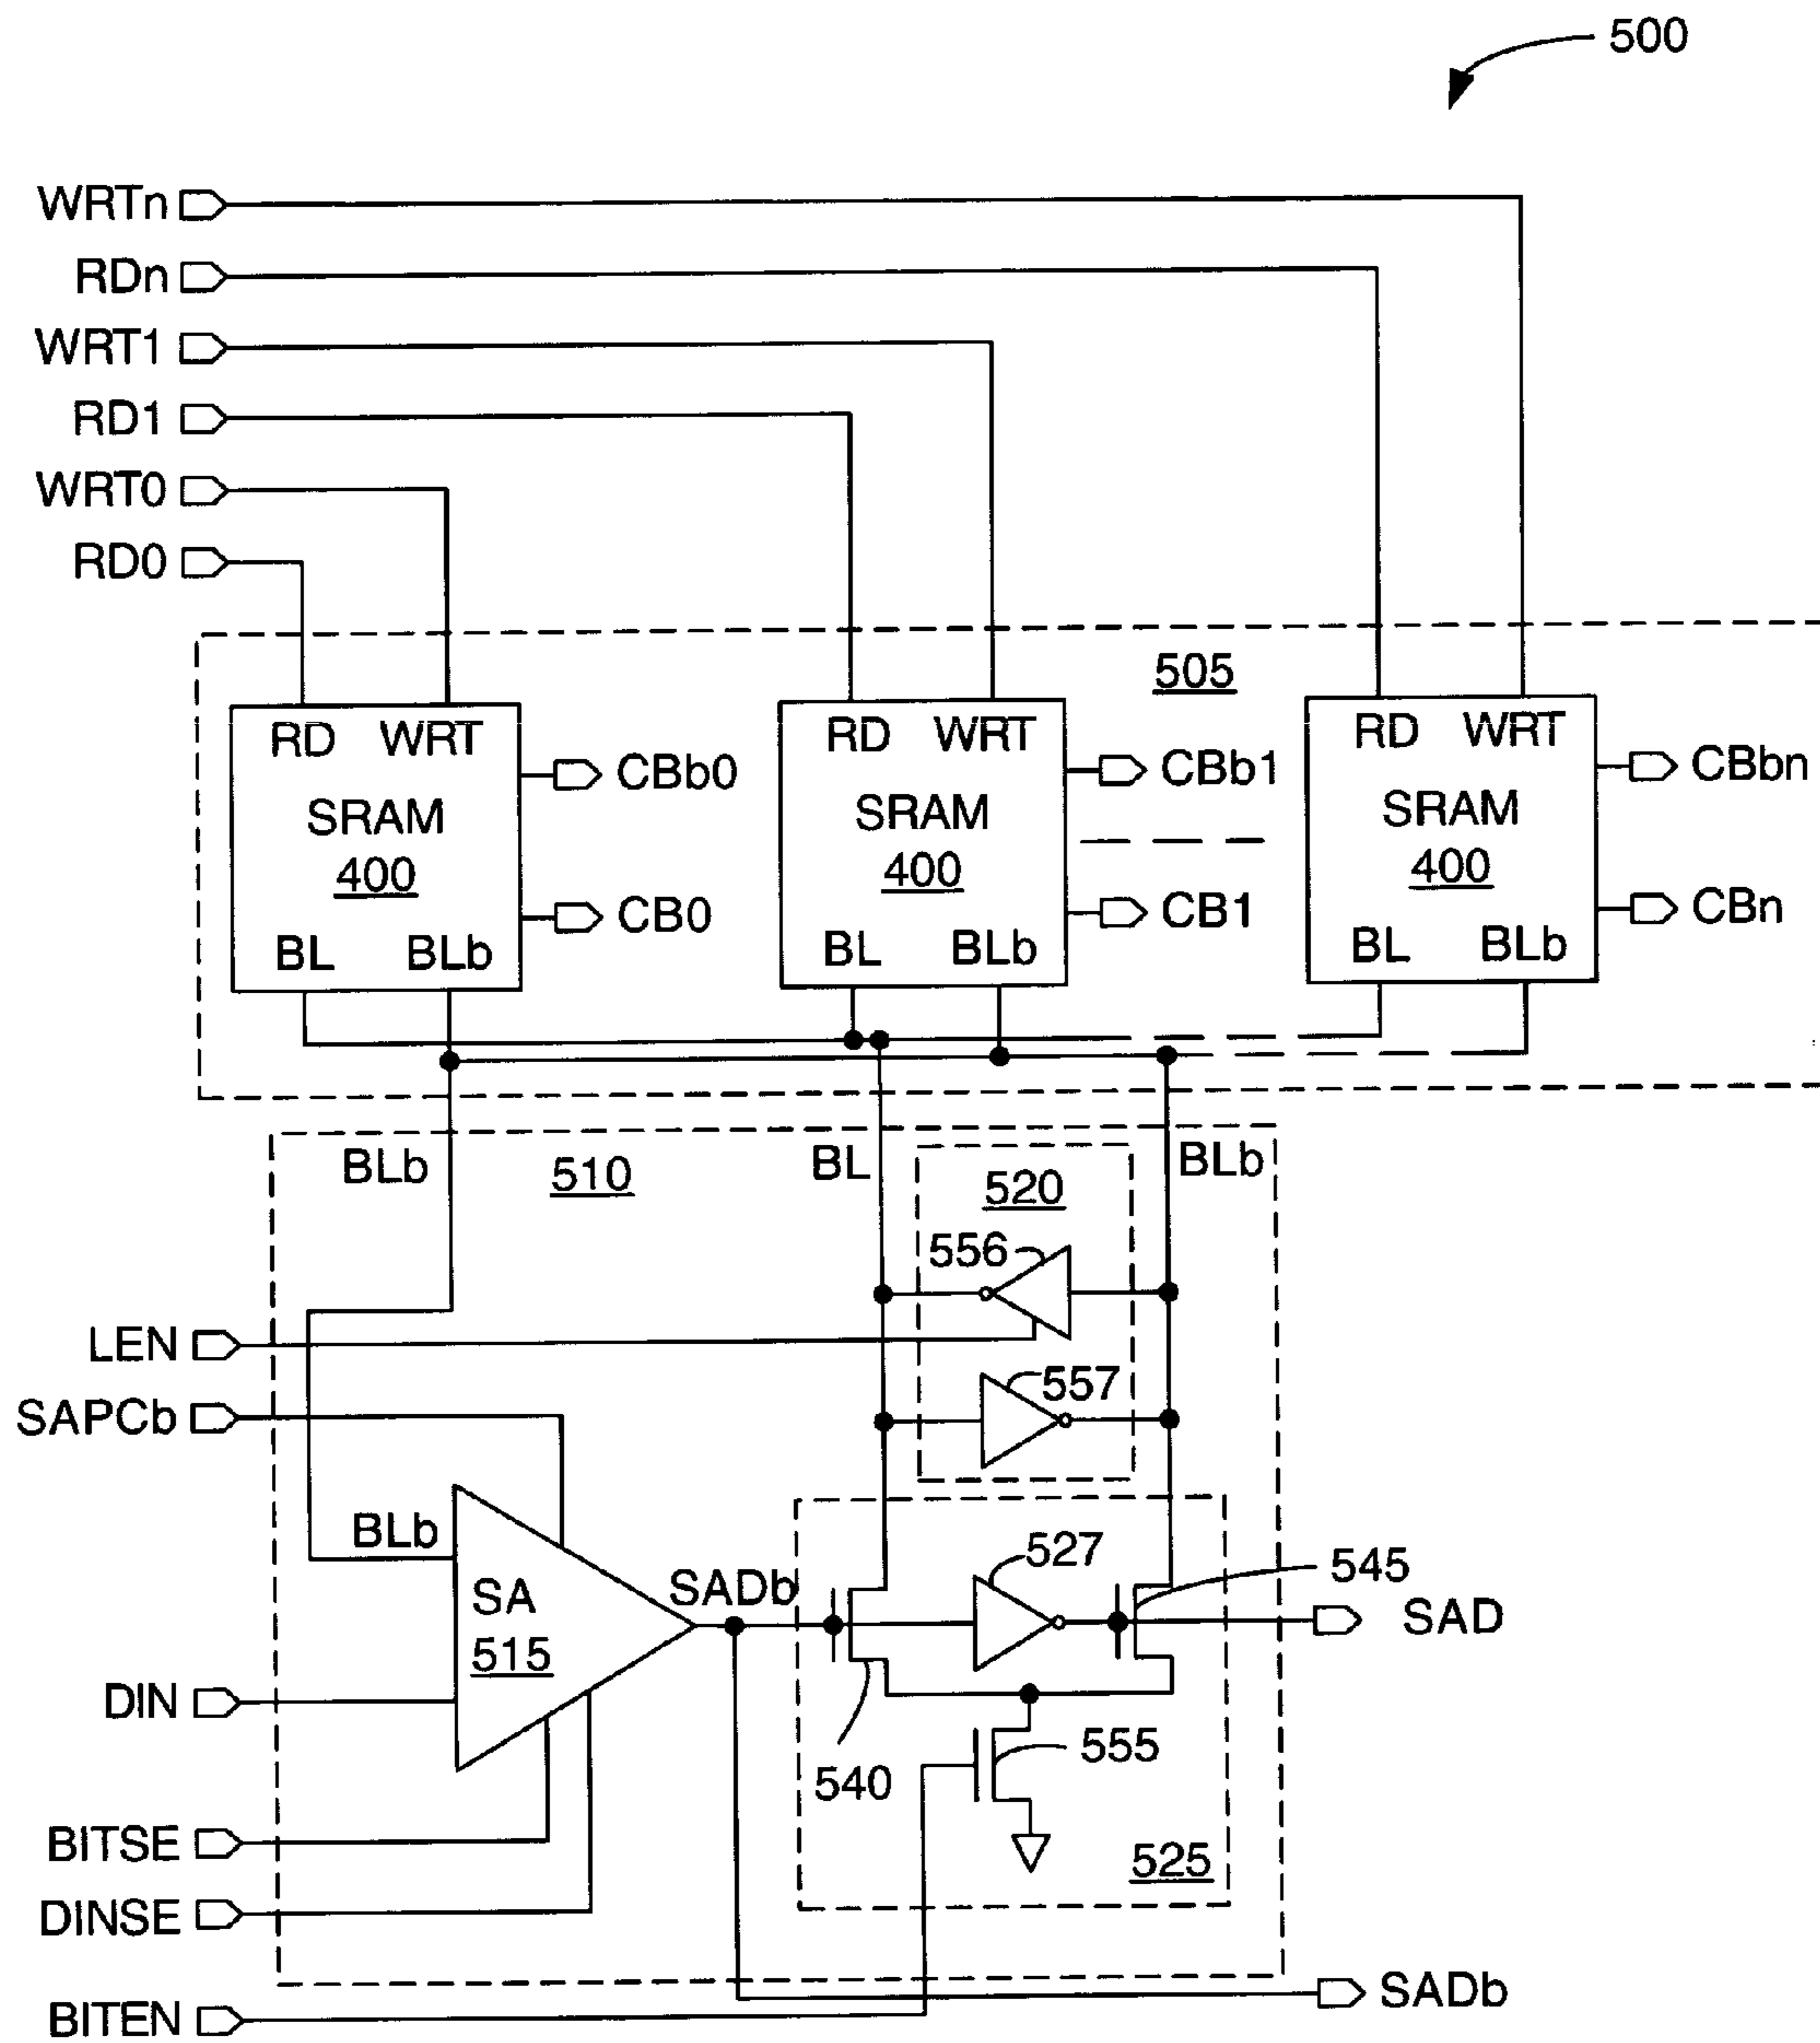 500
WRTn
RDn
WRT1
RD1
WRT0
RD0
505
RD WRT
SRAM
400
BL BLb
CBb0
CB0
RD WRT
SRAM
400
BL BLb
CBb1
CB1
RD WRT
SRAM
400
BL BLb
CBbn
CBn
BLb
510
BL
BLb
520
556
LEN
557
SAPCb
BLb
SA
515
SADb
527
545
SAD
DIN
540
555
BITSE
525
DINSE
SADb
BITEN